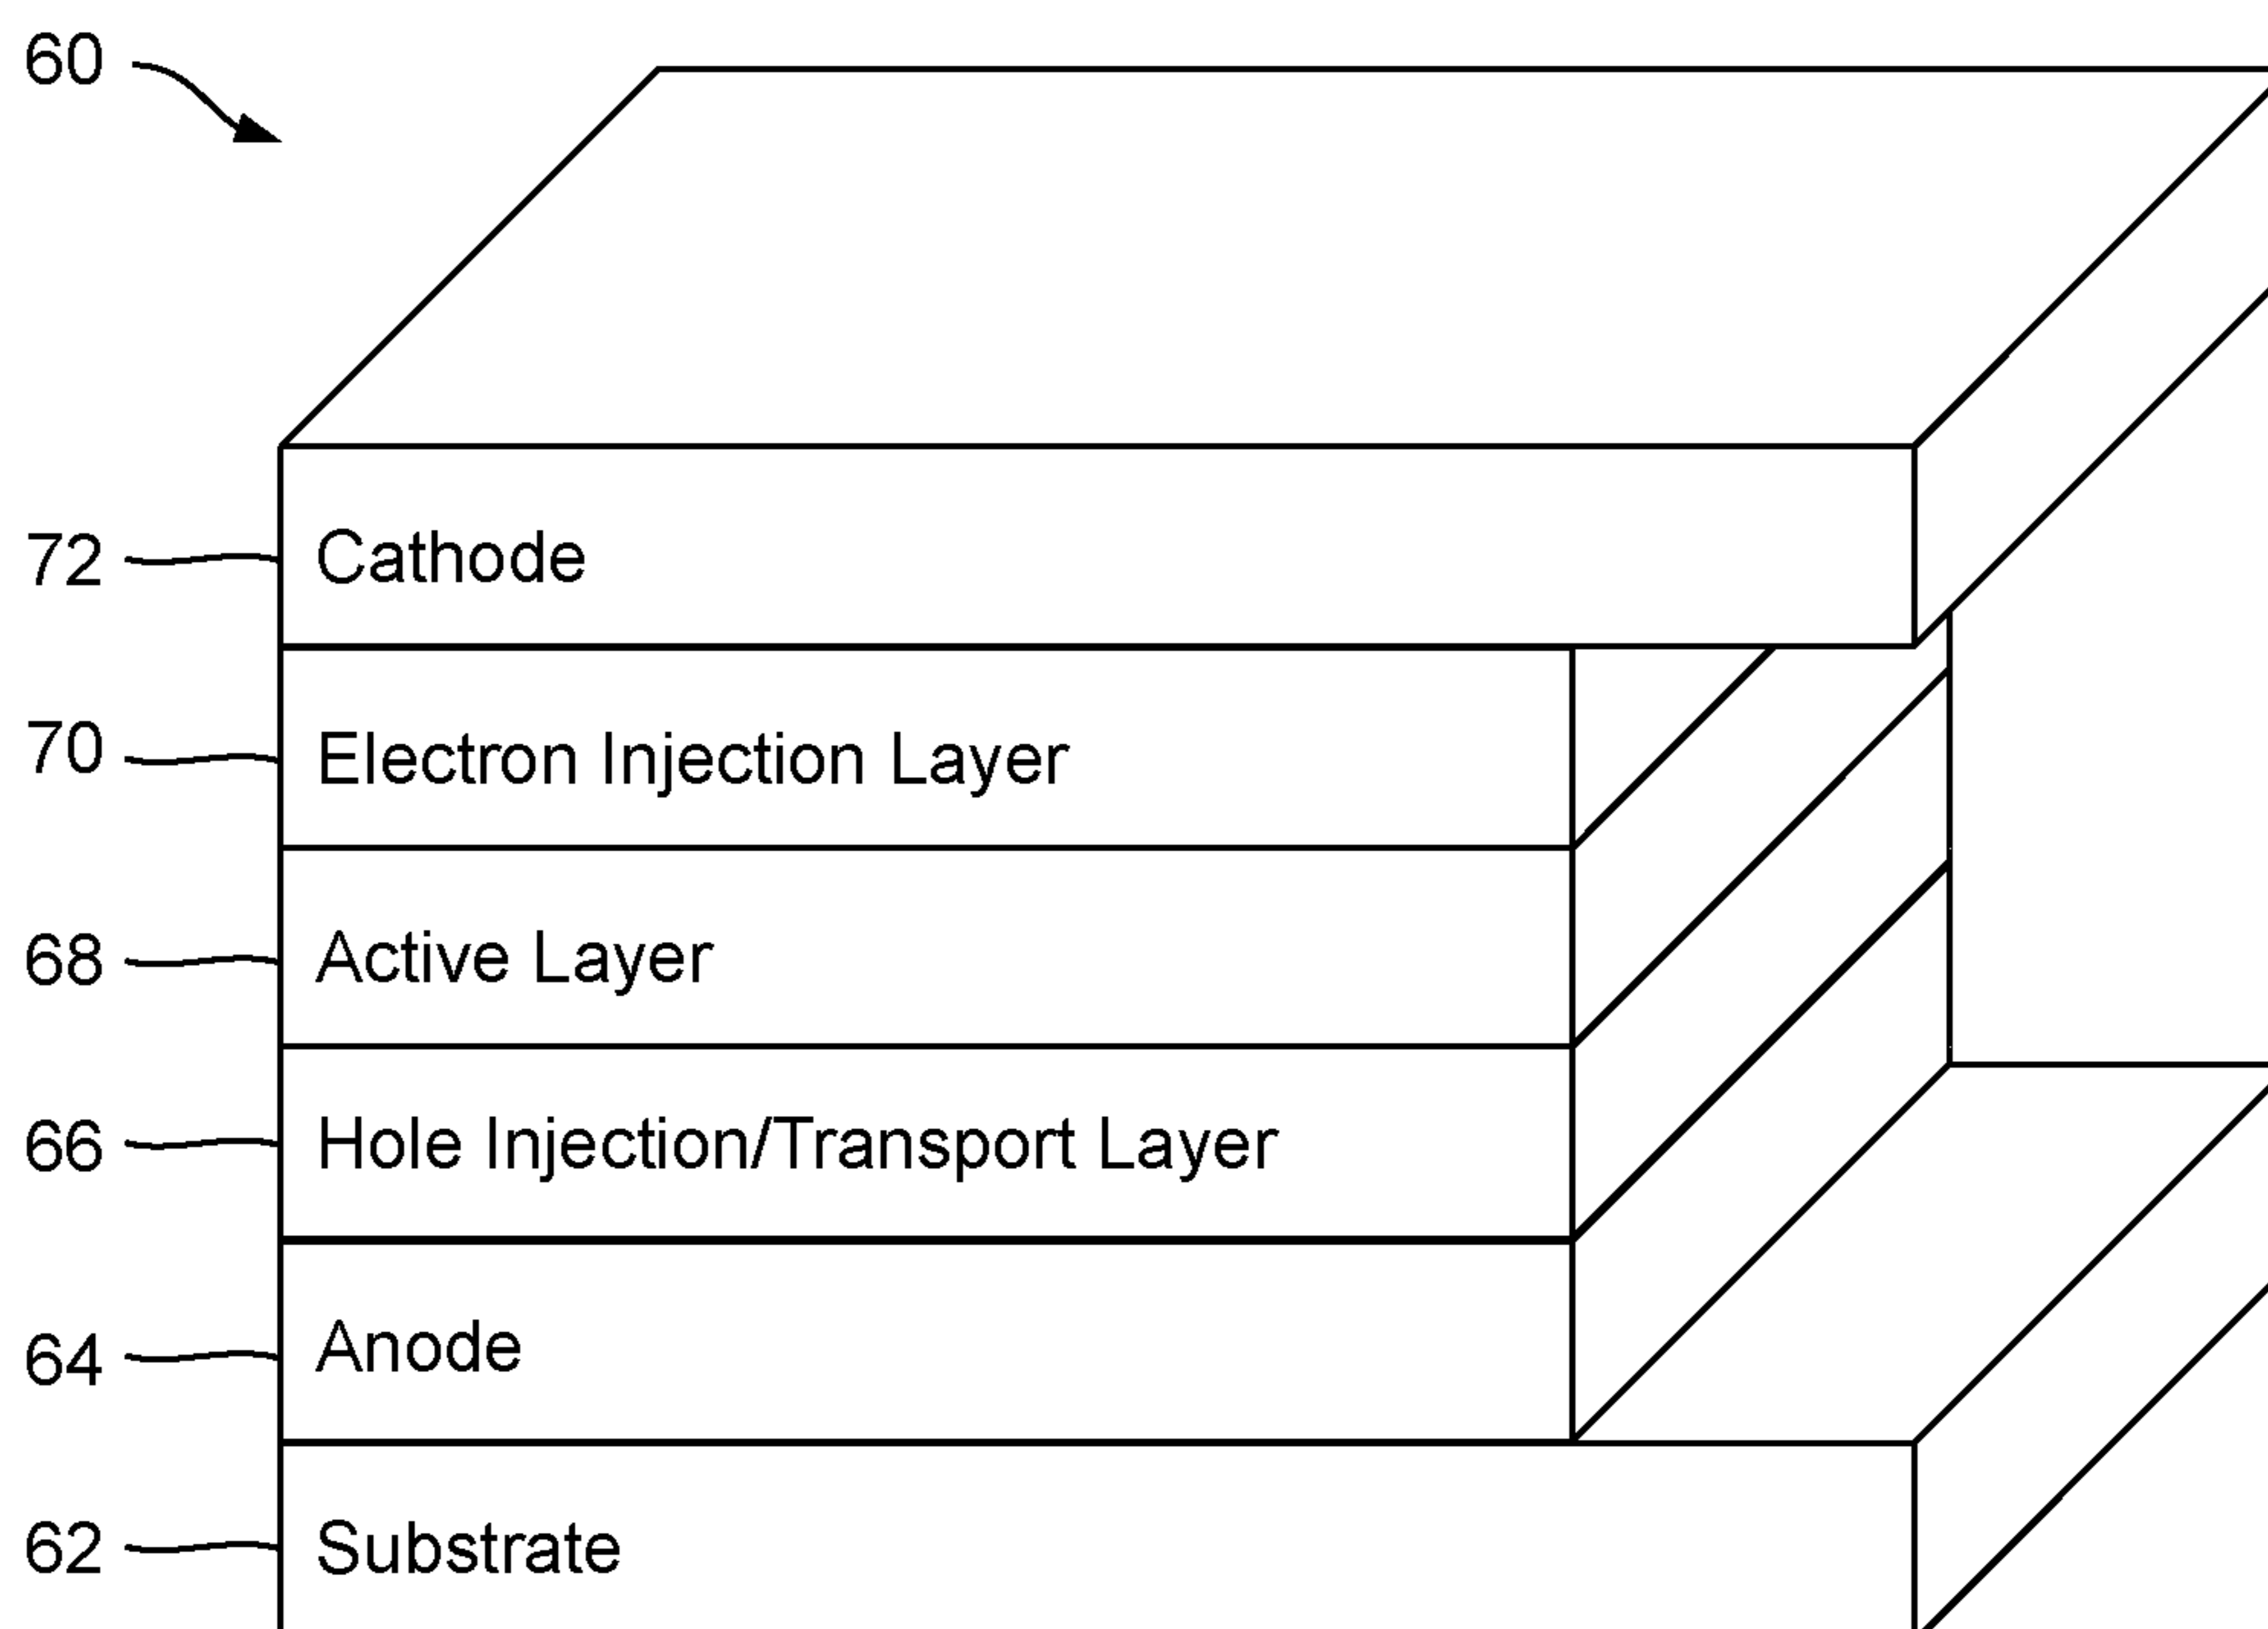 60
72 Cathode
70 Electron Injection Layer
68 Active Layer
66 Hole Injection/Transport Layer
64 Anode
62 Substrate